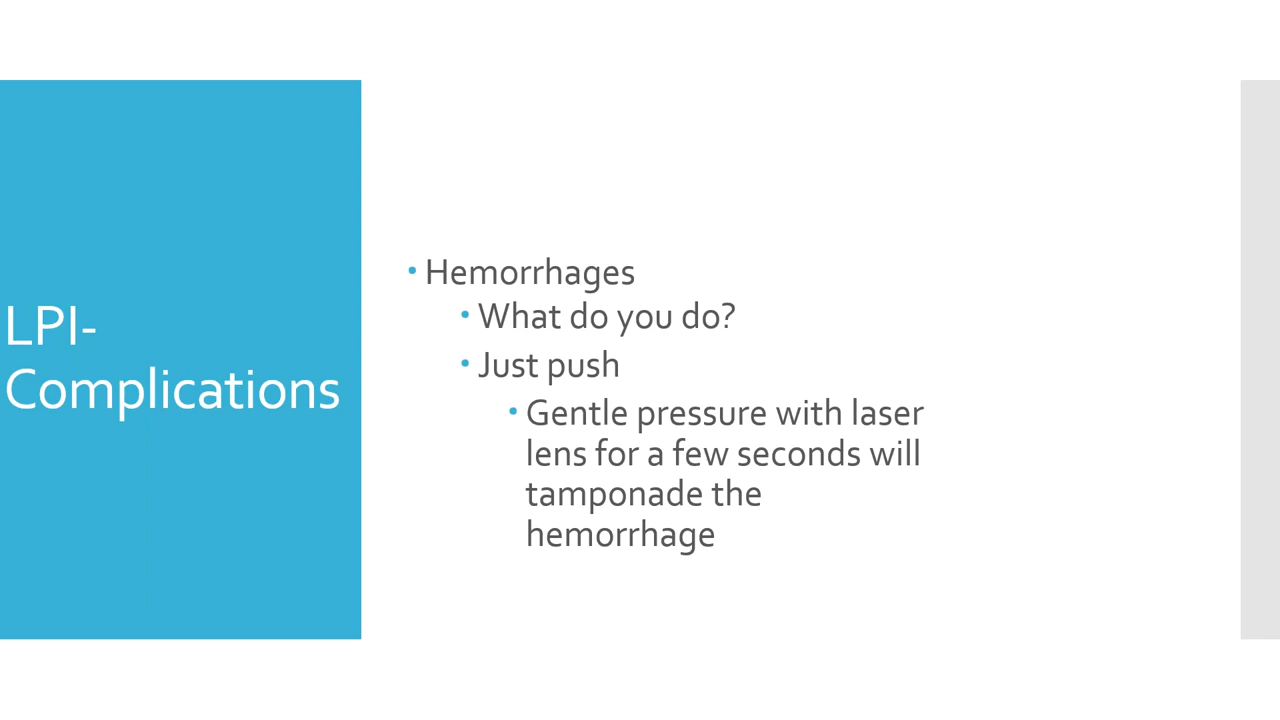 LPI-
Complications
• Hemorrhages
• What do you do?
• Just push
• Gentle pressure with laser
lens for a few seconds will
tamponade the
hemorrhage